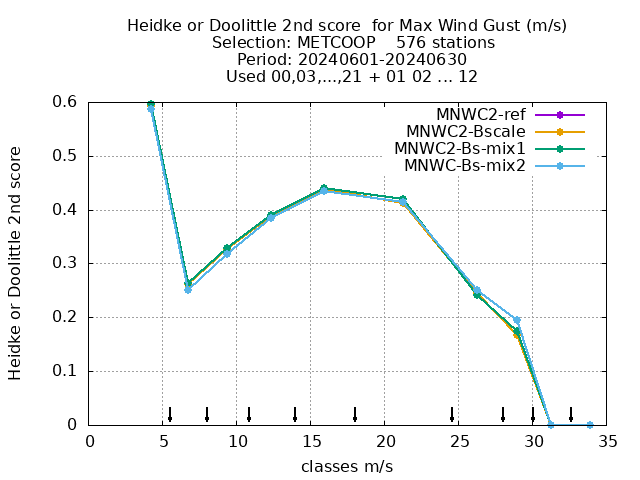 Heidke or Doolittle 2nd score  for Max Wind Gust (m/s)
Selection: METCOOP    576 stations
Period: 20240601-20240630
Used 00,03,...,21 + 01 02 ... 12
MNWC2-ref
MNWC2-Bscale
MNWC2-Bs-mix1
MNWC-Bs-mix2
Heidke or Doolittle 2nd score
0.6
0.5
0.4
0.3
0.2
0.1
0
0 5 10 15 20 25 30 35
classes m/s